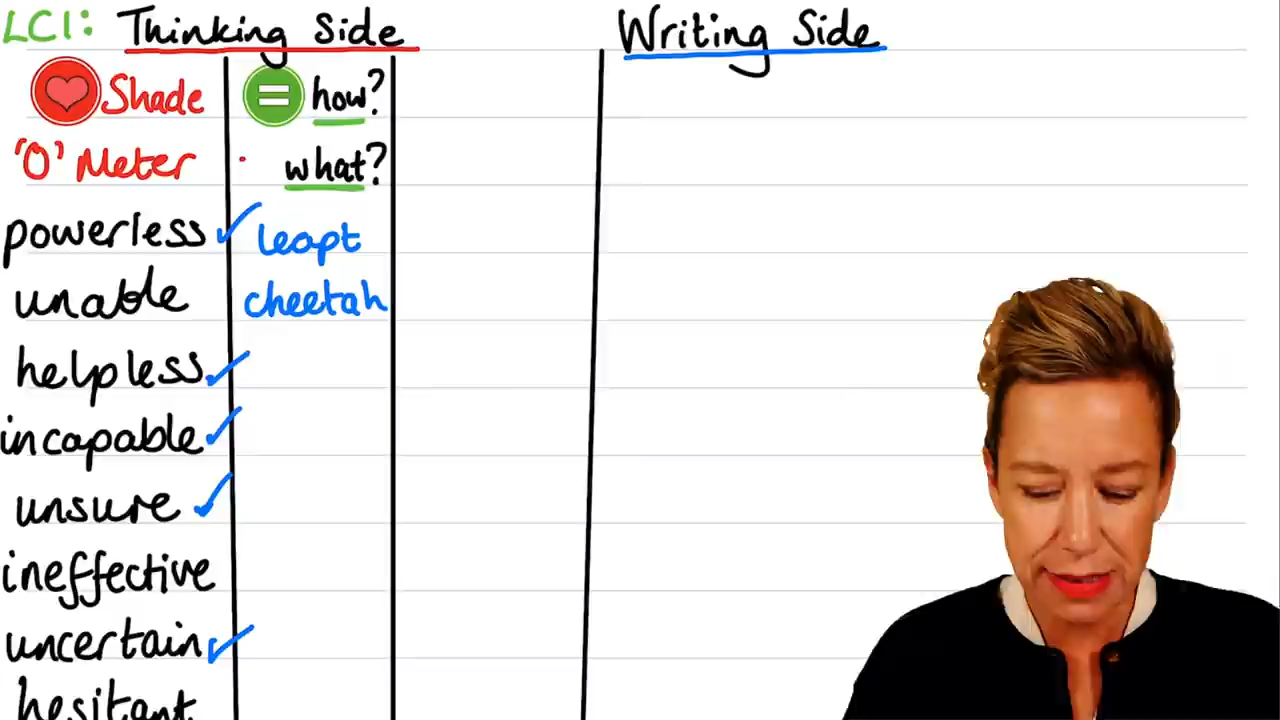 LC1: Thinking Side
Writing Side
Shade
'O' Meter
how?
what?
powerless
unable
helpless
incapable
unsure
ineffective
uncertain
hesitant
leapt
cheetah